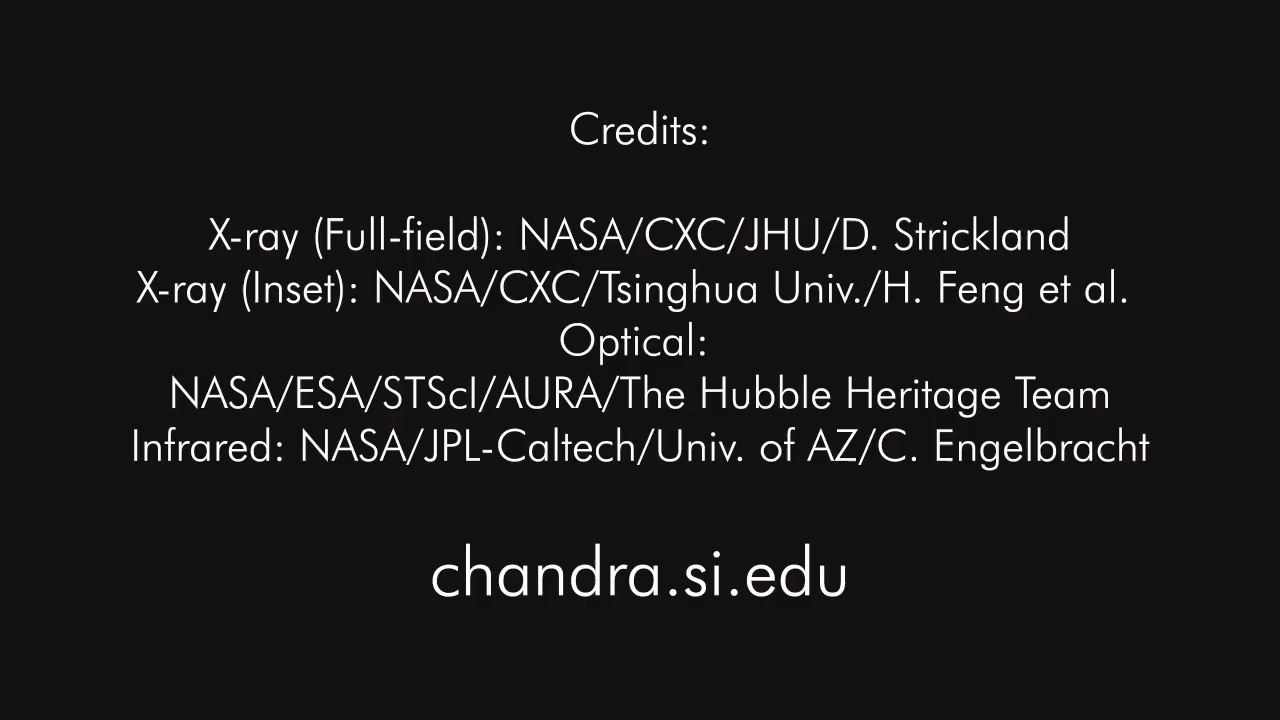 Credits:
X-ray (Full-field): NASA/CXC/JHU/D. Strickland
X-ray (Inset): NASA/CXC/Tsinghua Univ./H. Feng et al.
Optical:
NASA/ESA/STScI/AURA/The Hubble Heritage Team
Infrared: NASA/JPL-Caltech/Univ. of AZ/C. Engelbracht
chandra.si.edu